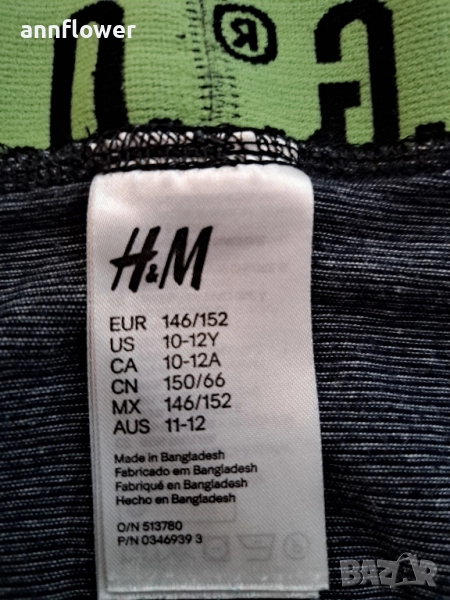 annflower
®
H&M
EUR 146/152
US 10-12Y
CA 10-12A
CN 150/66
MX 146/152
AUS 11-12
Made in Bangladesh
Fabricado em Bangladesh
Fabriqué en Bangladesh
Hecho en Bangladesh
O/N 513780
P/N 0346939 3
BAZAR